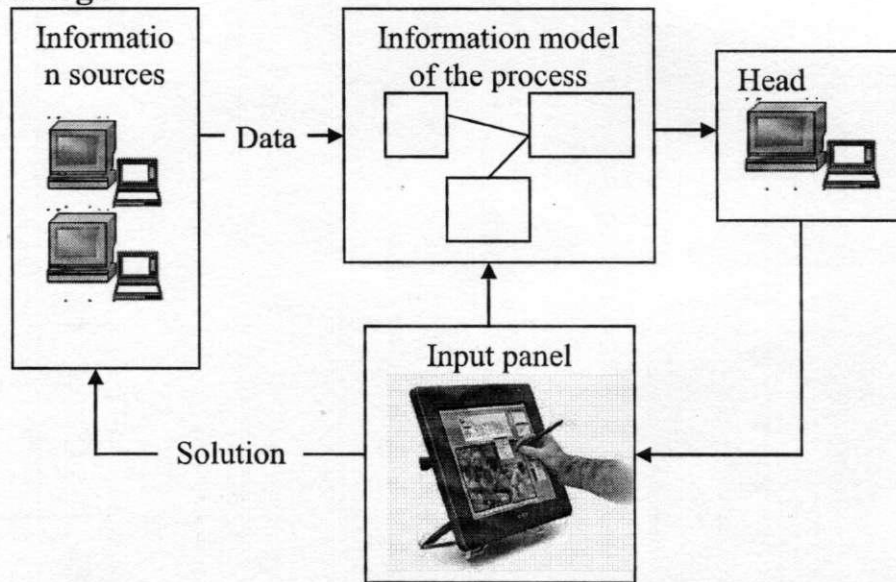 Informatio
n sources
Data
Information model
of the process
Head
Input panel
Solution